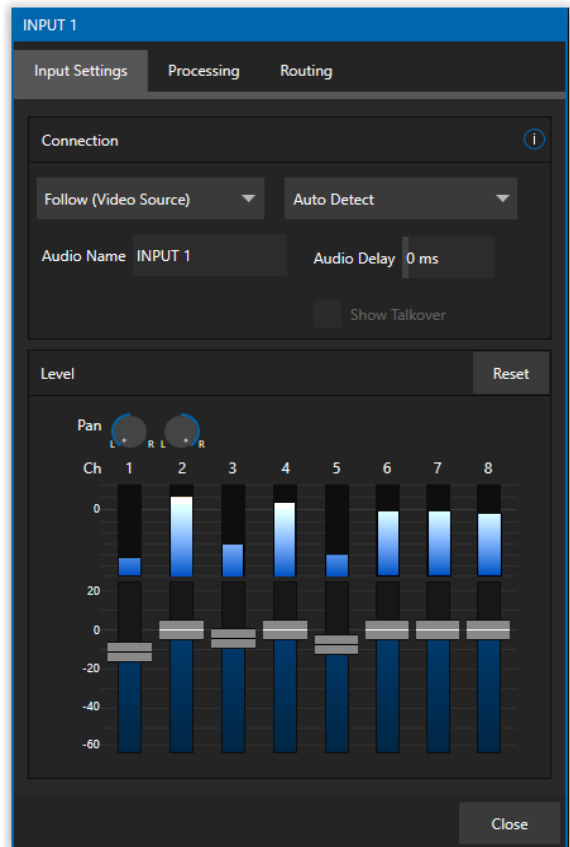 INPUT 1
Input Settings Processing Routing
Connection i
Follow (Video Source) Auto Detect
Audio Name INPUT 1 Audio Delay 0 ms
Show Talkover
Level Reset
Pan L R L R
Ch 1 2 3 4 5 6 7 8
0
20
0
-20
-40
-60
Close